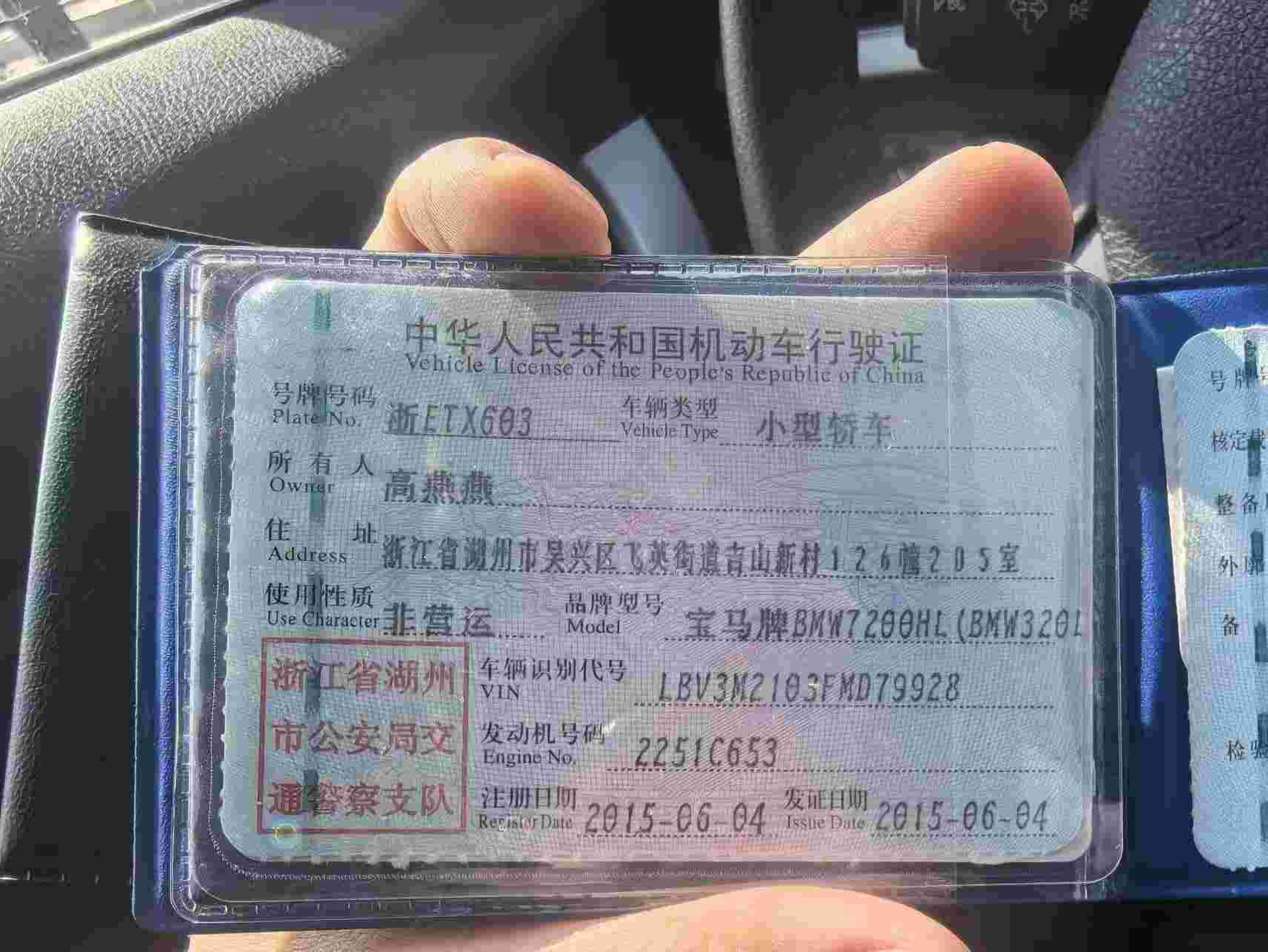 中华人民共和国机动车行驶证
Vehicle License of the People's Republic of China
号牌号码 浙ETX603 车辆类型 小型轿车
Plate No. Vehicle Type
所有人 高燕燕
Owner
住址 浙江省湖州市吴兴区飞英街道青山新村126幢205室
Address
使用性质 非营运 品牌型号 宝马牌BMW7200HL(BMW320L
Use Character Model
浙江省湖州
市公安局交
通警察支队
车辆识别代号 LBV3M2103FMD79928
VIN
发动机号码 2251C653
Engine No.
注册日期 2015-06-04 发证日期 2015-06-04
Register Date Issue Date
号牌
核定
整备
备
检验